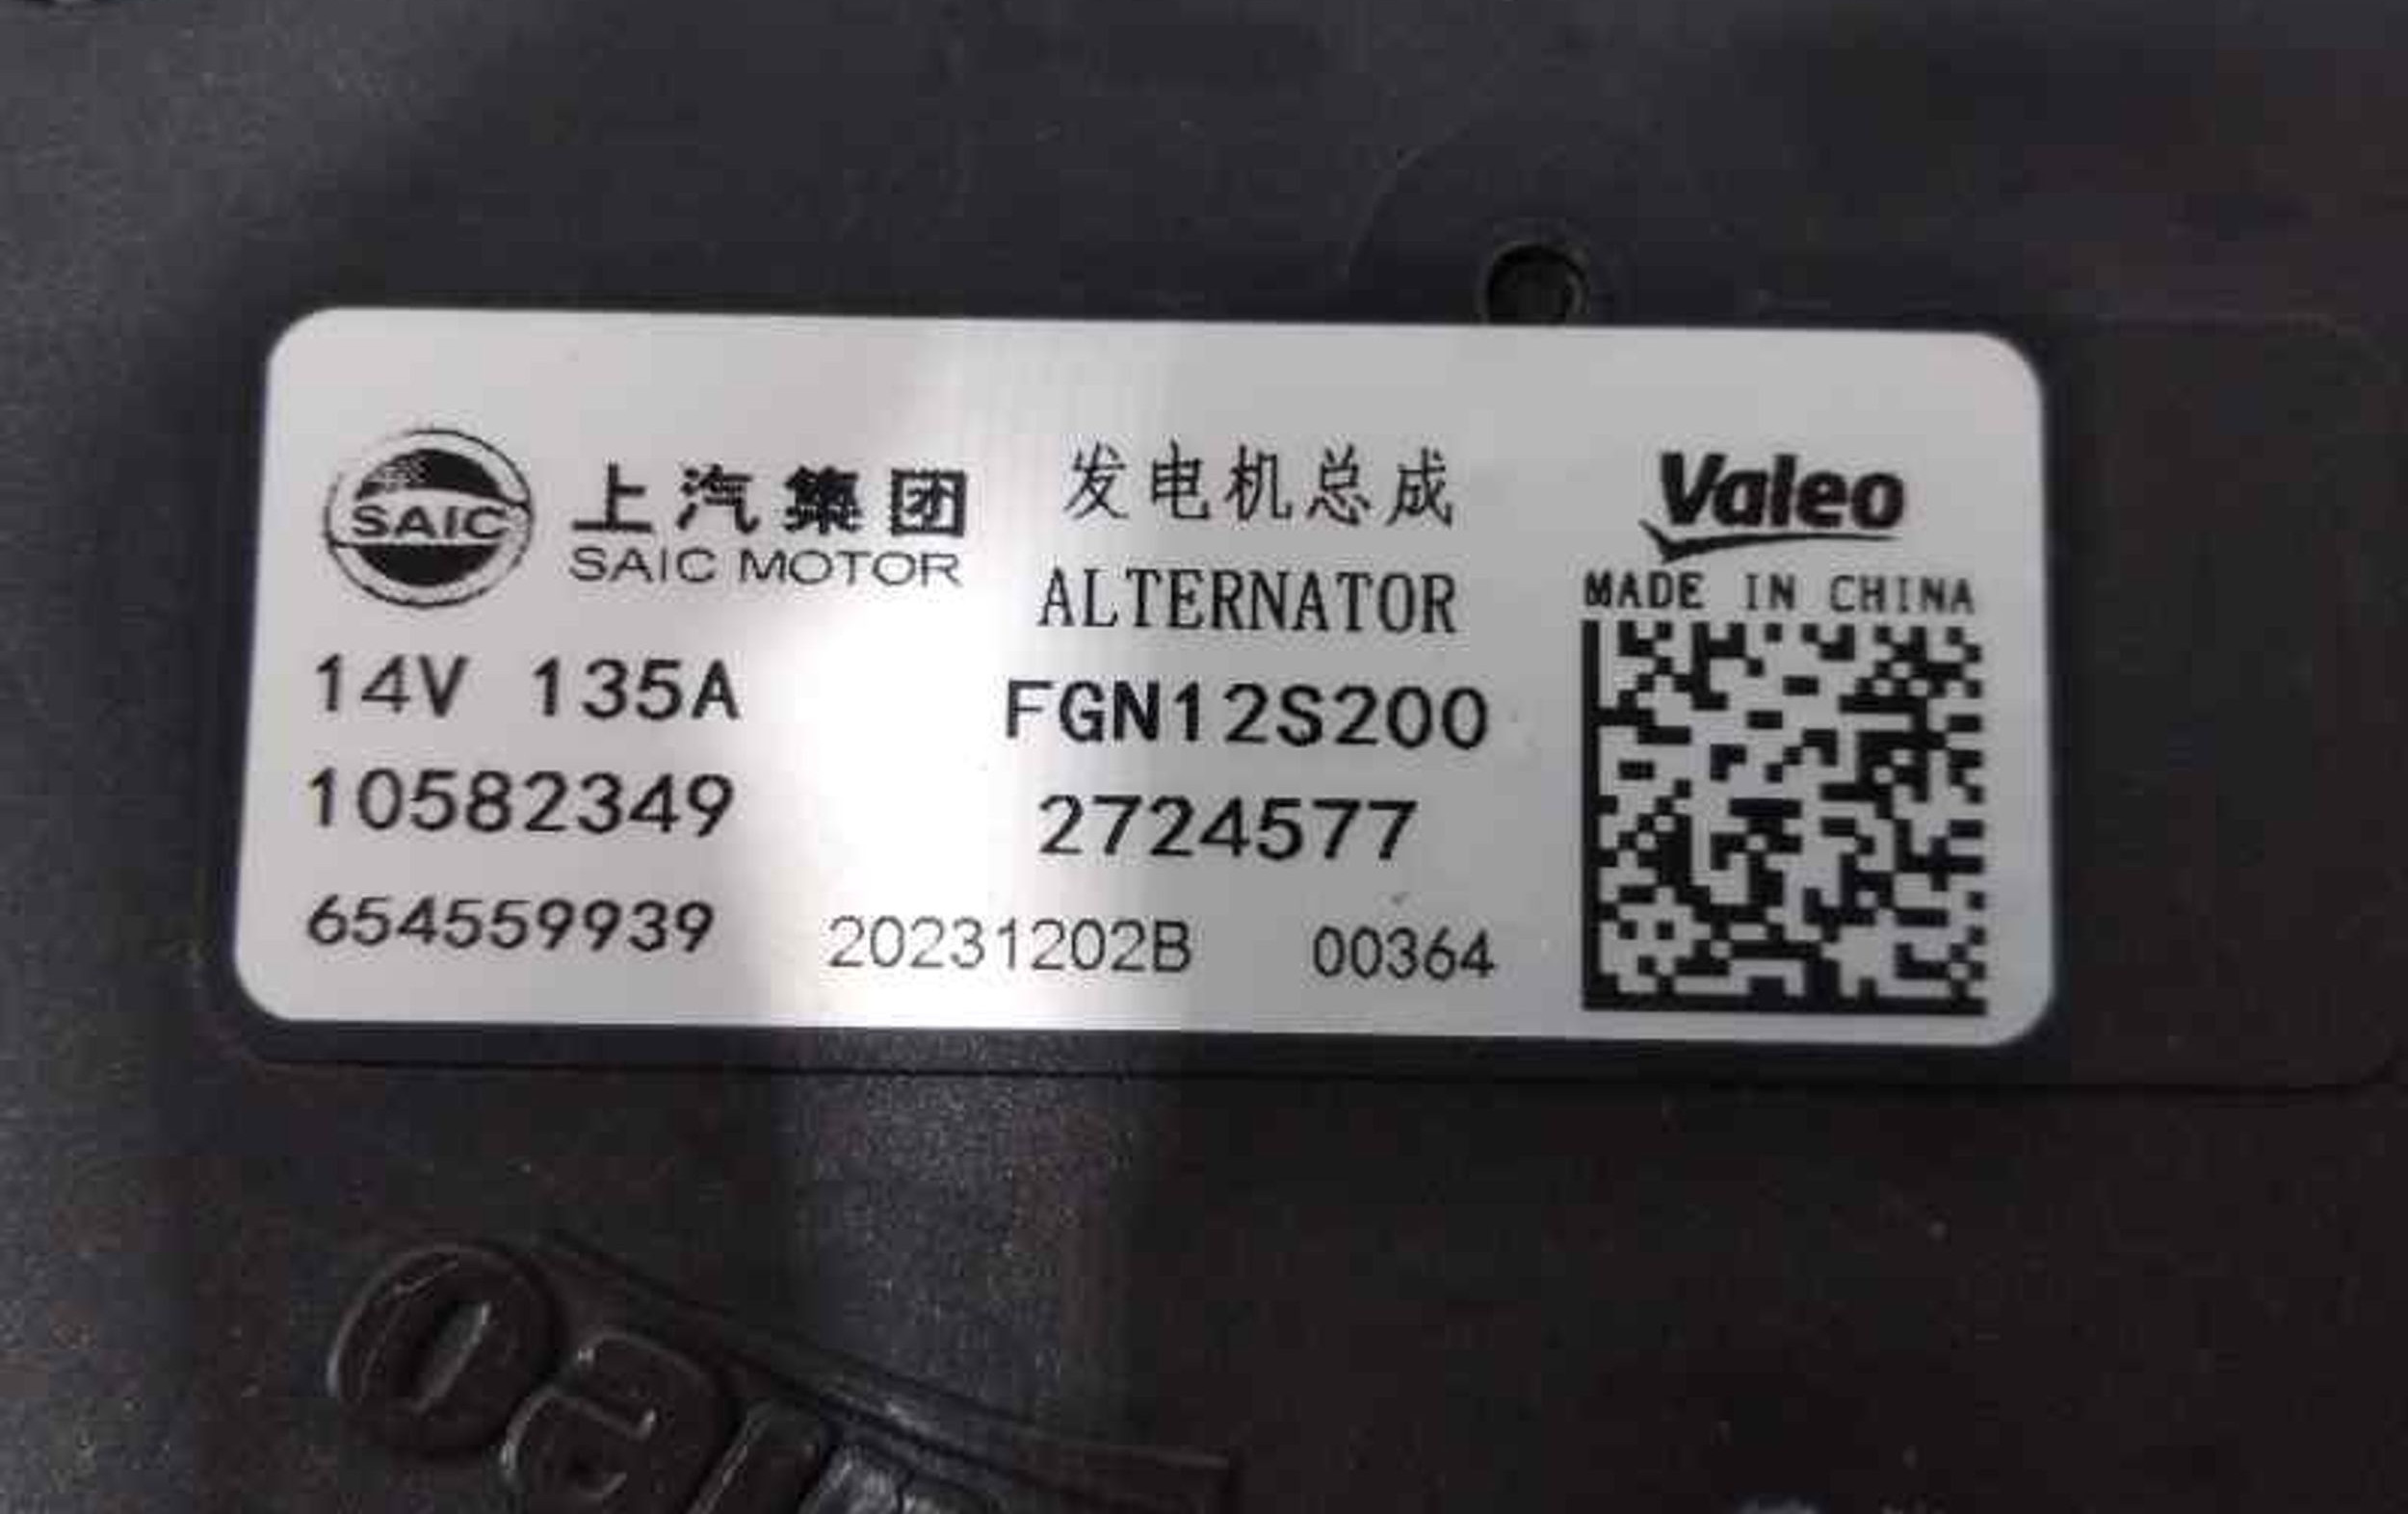 SAIC 上汽集团
SAIC MOTOR
发电机总成
ALTERNATOR
Valeo
MADE IN CHINA
14V 135A
FGN12S200
10582349
2724577
654559939 20231202B 00364